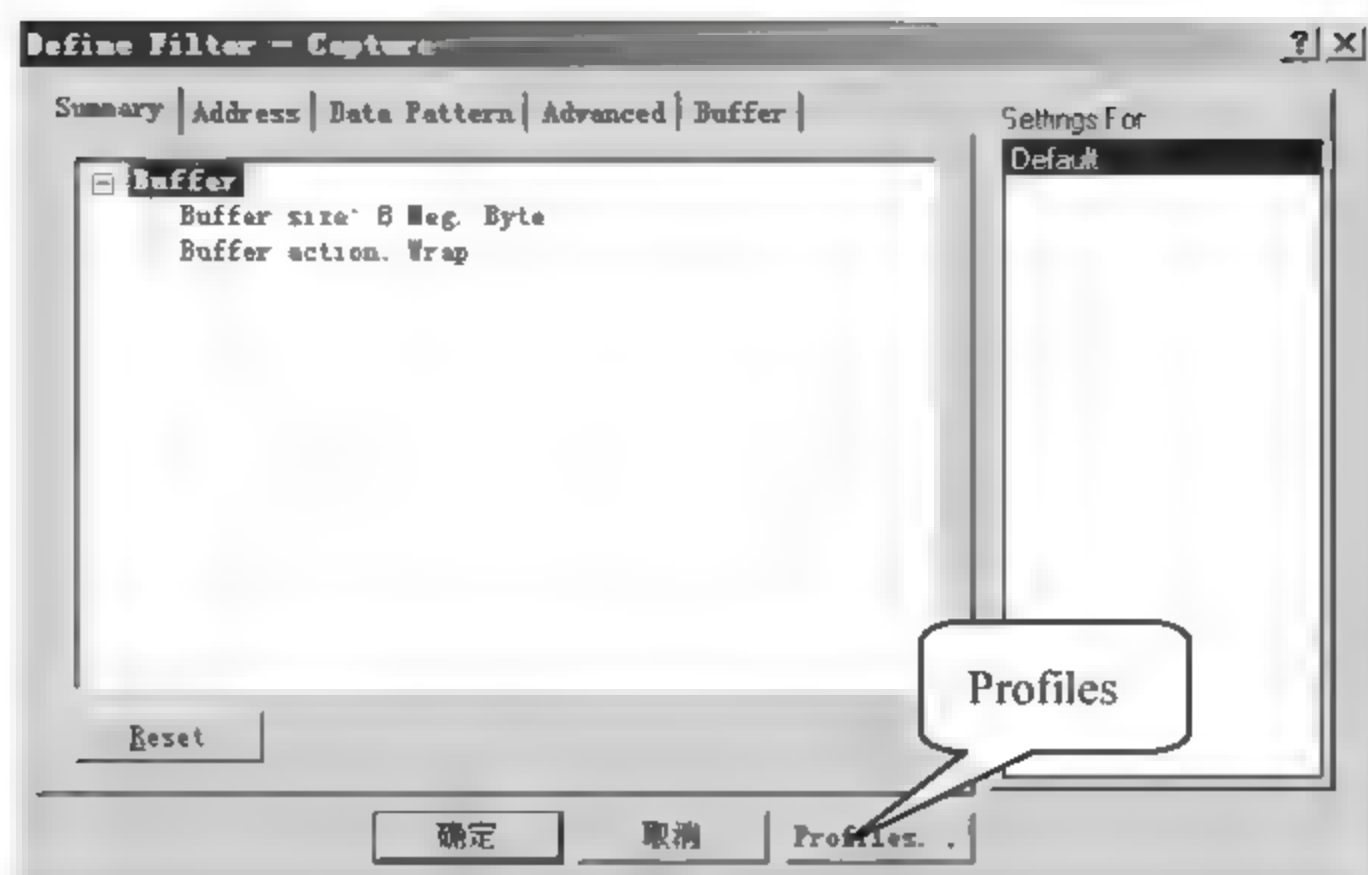 Define Filter - Capture
Summary Address Data Pattern Advanced Buffer
Settings For
Default
Buffer
Buffer size: 8 Meg. Byte
Buffer action. Wrap
Profiles
Reset
确定 取消 Profiles. .